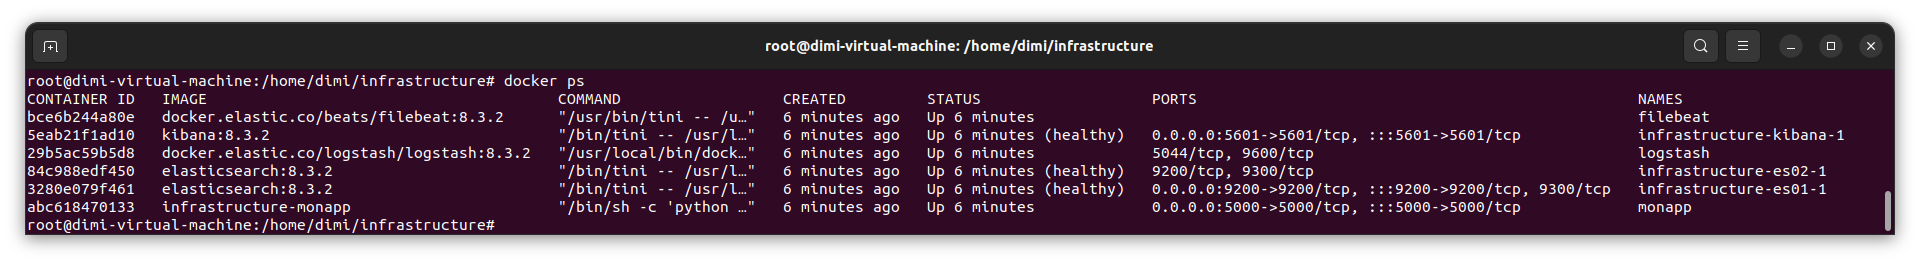 root@dimi-virtual-machine: /home/dimi/infrastructure
root@dimi-virtual-machine:/home/dimi/infrastructure# docker ps
CONTAINER ID   IMAGE                                       COMMAND                  CREATED         STATUS                   PORTS                                                 NAMES
bce6b244a80e   docker.elastic.co/beats/filebeat:8.3.2      "/usr/bin/tini -- /u…"   6 minutes ago   Up 6 minutes                                                                   filebeat
5eab21f1ad10   kibana:8.3.2                                "/bin/tini -- /usr/l…"   6 minutes ago   Up 6 minutes (healthy)   0.0.0.0:5601->5601/tcp, :::5601->5601/tcp             infrastructure-kibana-1
29b5ac59b5d8   docker.elastic.co/logstash/logstash:8.3.2   "/usr/local/bin/dock…"   6 minutes ago   Up 6 minutes             5044/tcp, 9600/tcp                                    logstash
84c988edf450   elasticsearch:8.3.2                         "/bin/tini -- /usr/l…"   6 minutes ago   Up 6 minutes (healthy)   9200/tcp, 9300/tcp                                    infrastructure-es02-1
3280e079f461   elasticsearch:8.3.2                         "/bin/tini -- /usr/l…"   6 minutes ago   Up 6 minutes (healthy)   0.0.0.0:9200->9200/tcp, :::9200->9200/tcp, 9300/tcp   infrastructure-es01-1
abc618470133   infrastructure-monapp                       "/bin/sh -c 'python …"   6 minutes ago   Up 6 minutes             0.0.0.0:5000->5000/tcp, :::5000->5000/tcp             monapp
root@dimi-virtual-machine:/home/dimi/infrastructure#